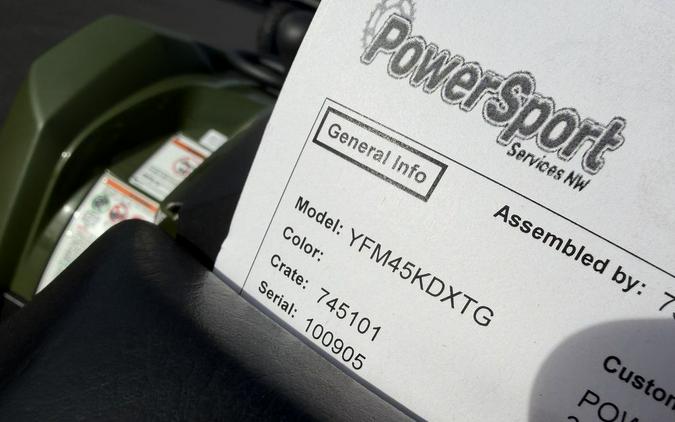 PowerSport
Services NW
General Info
Assembled by:
Model: YFM45KDXTG
Color:
Crate: 745101
Serial: 100905